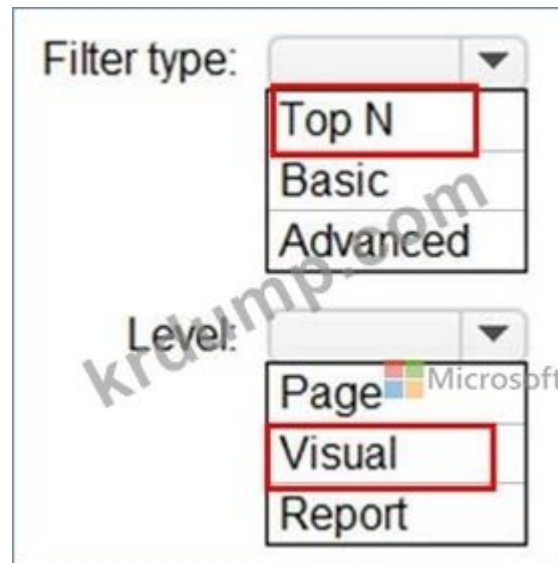 Filter type:
Top N
Basic
Advanced
krdump.com
Level:
Microsoft
Page
Visual
Report